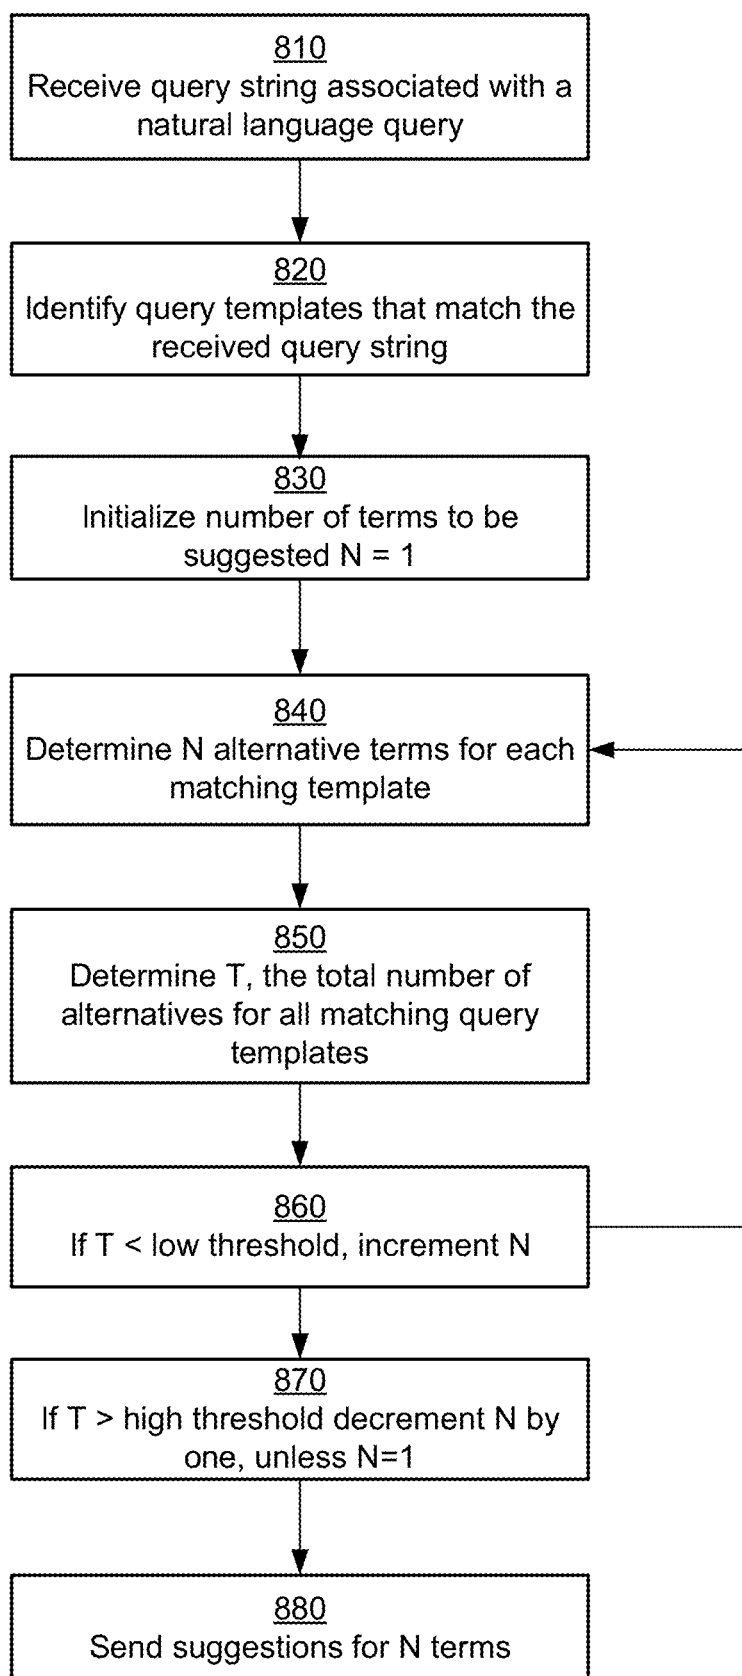 810
Receive query string associated with a
natural language query
820
Identify query templates that match the
received query string
830
Initialize number of terms to be
suggested N = 1
840
Determine N alternative terms for each
matching template
850
Determine T, the total number of
alternatives for all matching query
templates
860
If T < low threshold, increment N
870
If T > high threshold decrement N by
one, unless N=1
880
Send suggestions for N terms